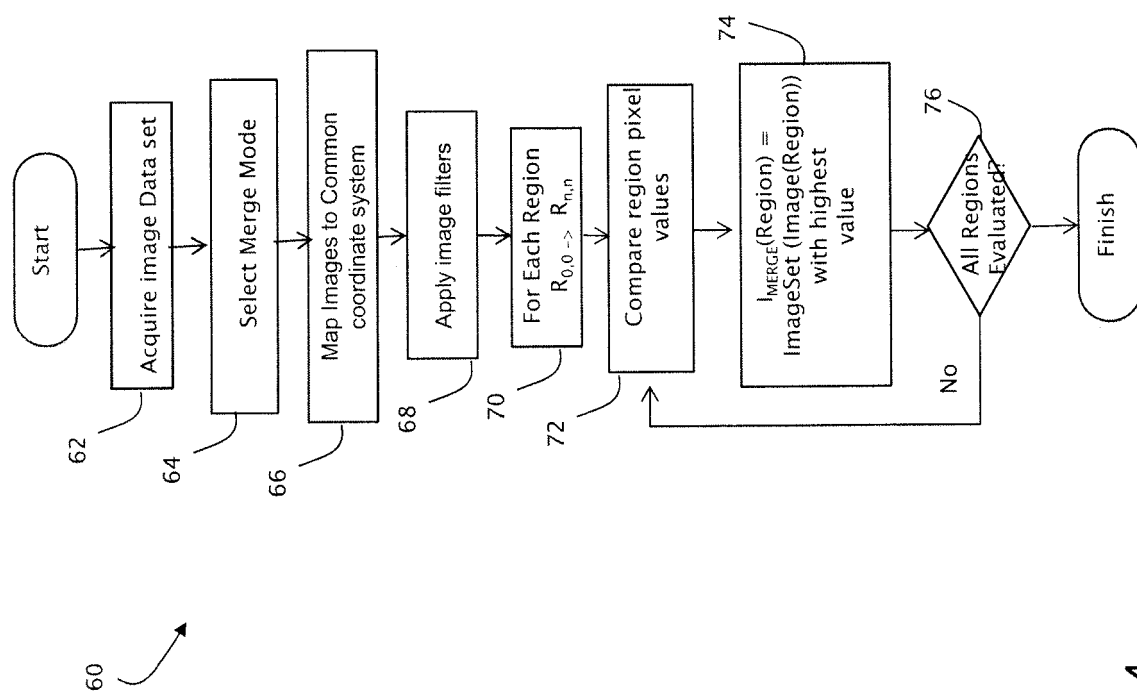 60
Start
62
Acquire image Data set
64
Select Merge Mode
66
Map Images to Common
coordinate system
68
Apply image filters
70
For Each Region
R0,0 -> Rn,n
72
Compare region pixel
values
74
IMERGE(Region) =
ImageSet (Image(Region))
with highest
value
76
All Regions
Evaluated?
No
Finish